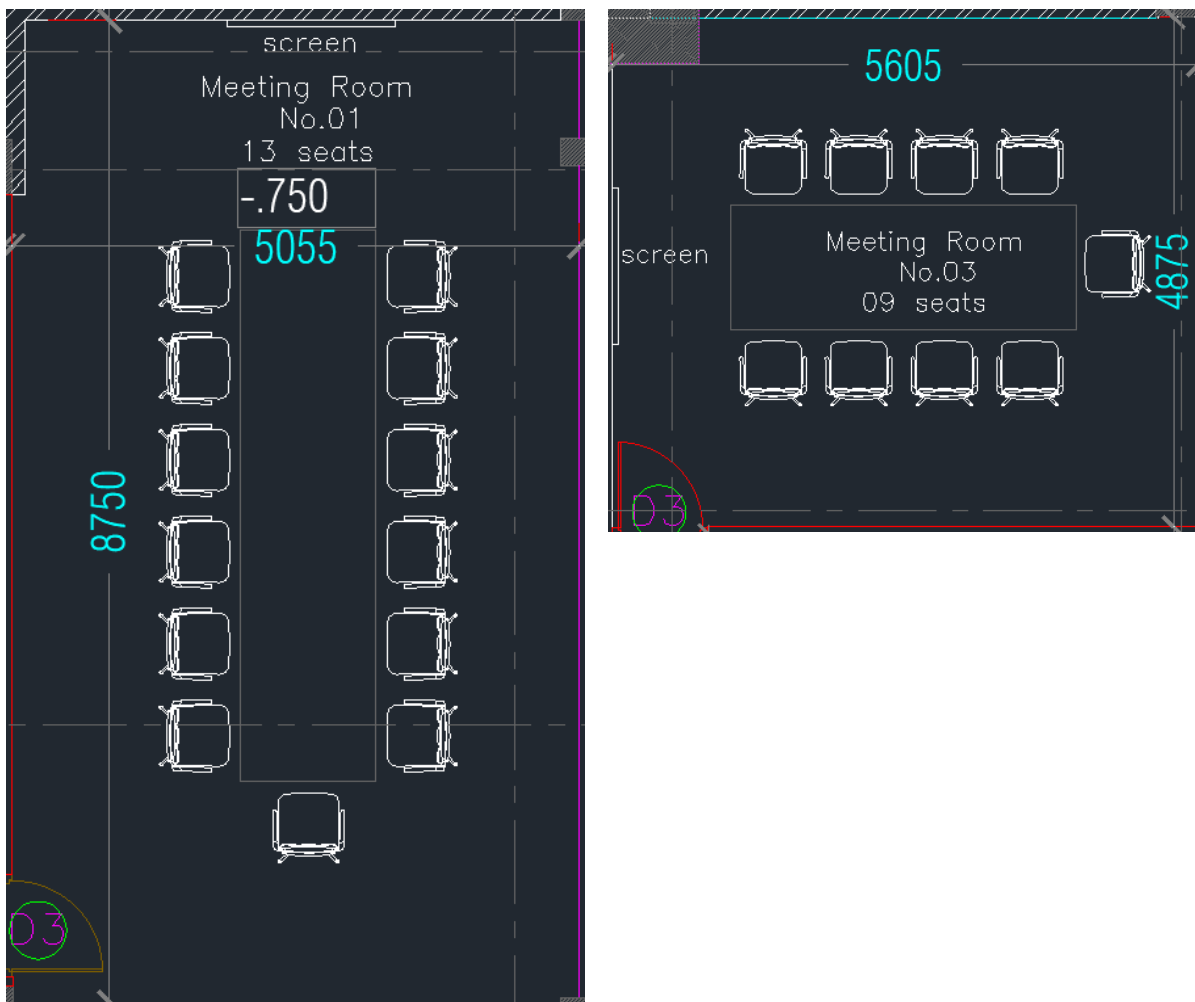 screen
Meeting Room
No.01
13 seats
-.750
5055
8750
D3
5605
screen
Meeting Room
No.03
09 seats
4875
D3